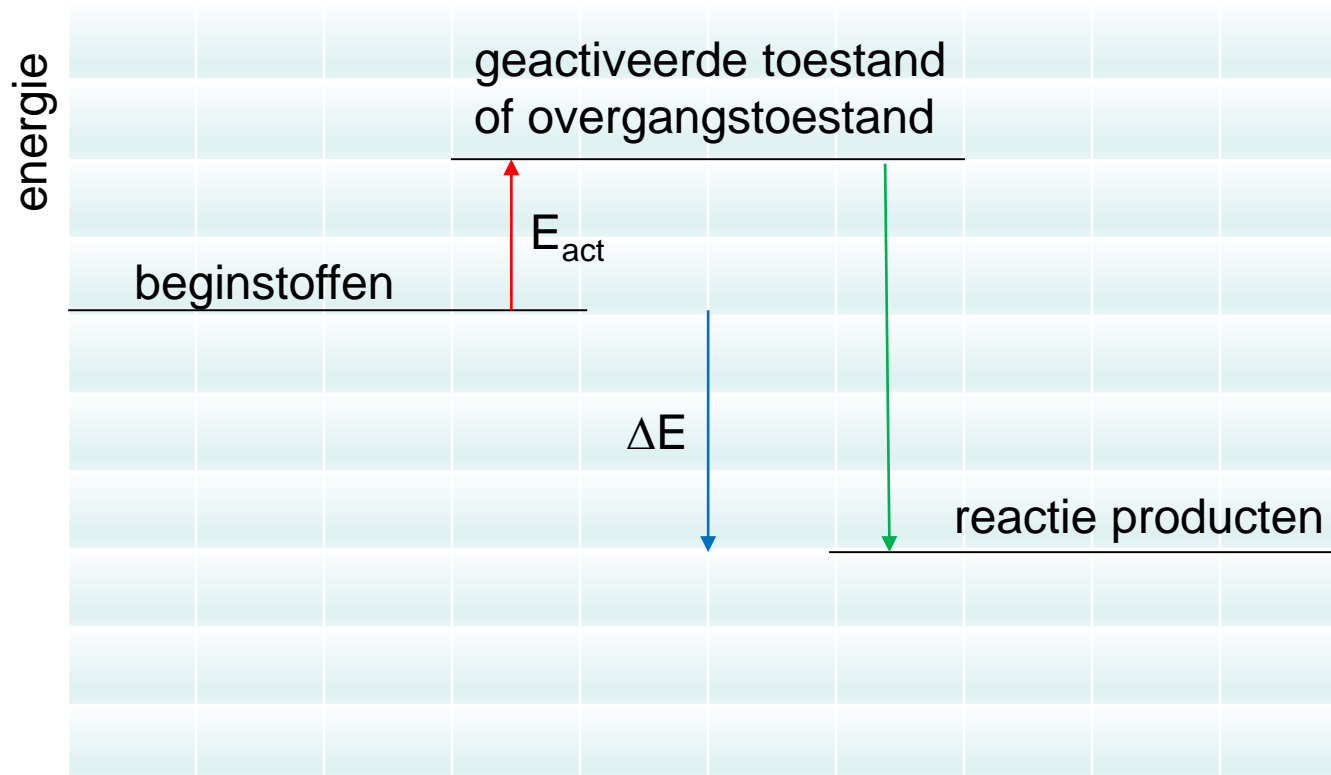 energie
geactiveerde toestand
of overgangstoestand
Eact
beginstoffen
ΔE
reactie producten